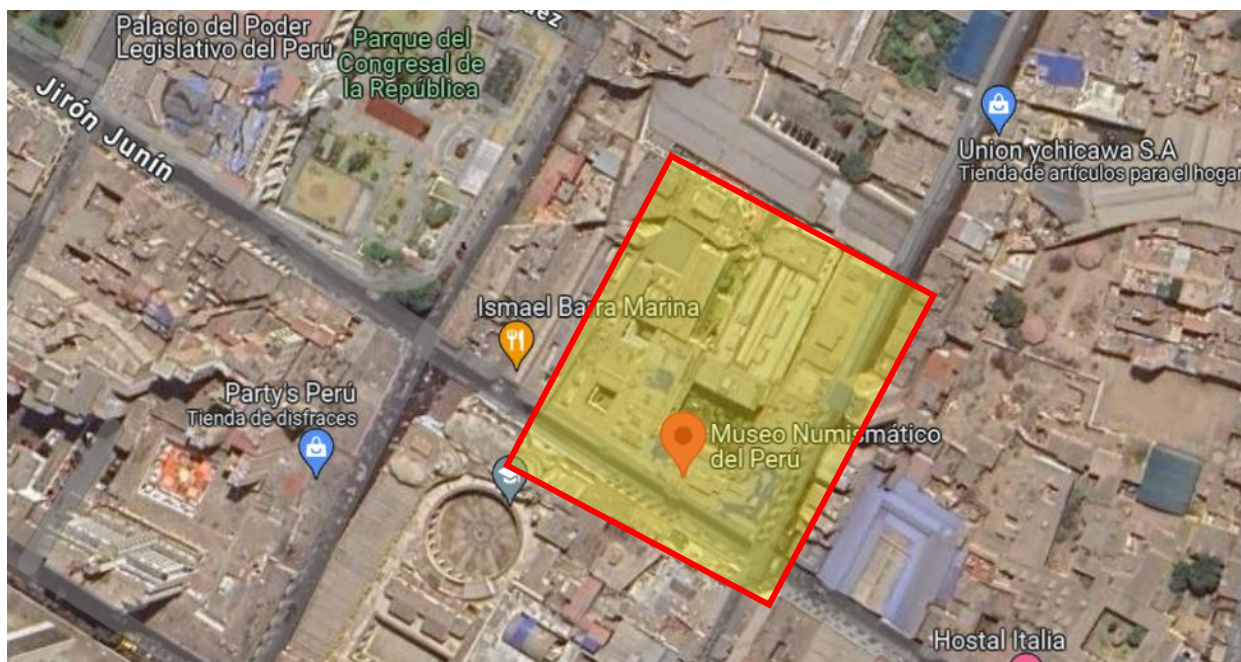 Palacio del Poder
Legislativo del Perú
Parque del
Congresal de
la República
Jirón Junín
Union ychicawa S.A
Tienda de artículos para el hogar
Ismael Barra Marina
Party's Perú
Tienda de disfraces
Museo Numismático
del Perú
Hostal Italia